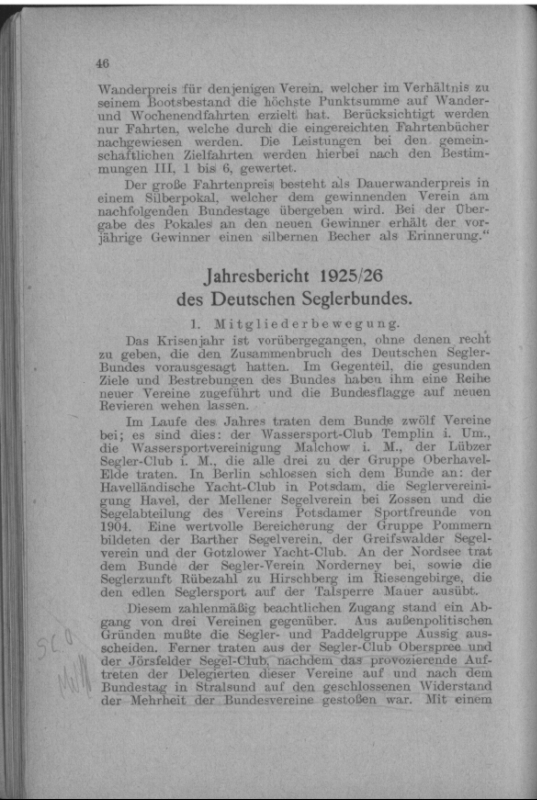 46
Wanderpreis für denjenigen Verein, welcher im Verhältnis zu
seinem Bootsbestand die höchste Punktsumme auf Wander-
und Wochenendfahrten erzielt hat. Berücksichtigt werden
nur Fahrten, welche durch die eingereichten Fahrtenbücher
nachgewiesen werden. Die Leistungen bei den gemein-
schaftlichen Zielfahrten werden hierbei nach den Bestim-
mungen III, 1 bis 6, gewertet.
Der große Fahrtenpreis besteht als Dauerwanderpreis in
einem Silberpokal, welcher dem gewinnenden Verein am
nachfolgenden Bundestage übergeben wird. Bei der Über-
gabe des Pokales an den neuen Gewinner erhält der vor-
jährige Gewinner einen silbernen Becher als Erinnerung.“
Jahresbericht 1925/26
des Deutschen Seglerbundes.
1. Mitgliederbewegung.
Das Krisenjahr ist vorübergegangen, ohne denen recht
zu geben, die den Zusammenbruch des Deutschen Segler-
Bundes vorausgesagt hatten. Im Gegenteil, die gesunden
Ziele und Bestrebungen des Bundes haben ihm eine Reihe
neuer Vereine zugeführt und die Bundesflagge auf neuen
Revieren wehen lassen.
Im Laufe des Jahres traten dem Bunde zwölf Vereine
bei; es sind dies: der Wassersport-Club Templin i. Um.,
die Wassersportvereinigung Malchow i. M., der Lübzer
Segler-Club i. M., die alle drei zu der Gruppe Oberhavel-
Elde traten. In Berlin schlossen sich dem Bunde an: der
Havelländische Yacht-Club in Potsdam, die Seglervereini-
gung Havel, der Mellener Segelverein bei Zossen und die
Segelabteilung des Vereins Potsdamer Sportfreunde von
1904. Eine wertvolle Bereicherung der Gruppe Pommern
bildeten der Barther Segelverein, der Greifswalder Segel-
verein und der Gotzlower Yacht-Club. An der Nordsee trat
dem Bunde der Segler-Verein Norderney bei, sowie die
Seglerzunft Rübezahl zu Hirschberg im Riesengebirge, die
den edlen Seglersport auf der Talsperre Mauer ausübt.
Diesem zahlenmäßig beachtlichen Zugang stand ein Ab-
gang von drei Vereinen gegenüber. Aus außenpolitischen
Gründen mußte die Segler- und Paddelgruppe Aussig aus-
scheiden. Ferner traten aus der Segler-Club Oberspree und
der Jörsfelder Segel-Club, nachdem das provozierende Auf-
treten der Delegierten dieser Vereine auf und nach dem
Bundestag in Stralsund auf den geschlossenen Widerstand
der Mehrheit der Bundesvereine gestoßen war. Mit einem